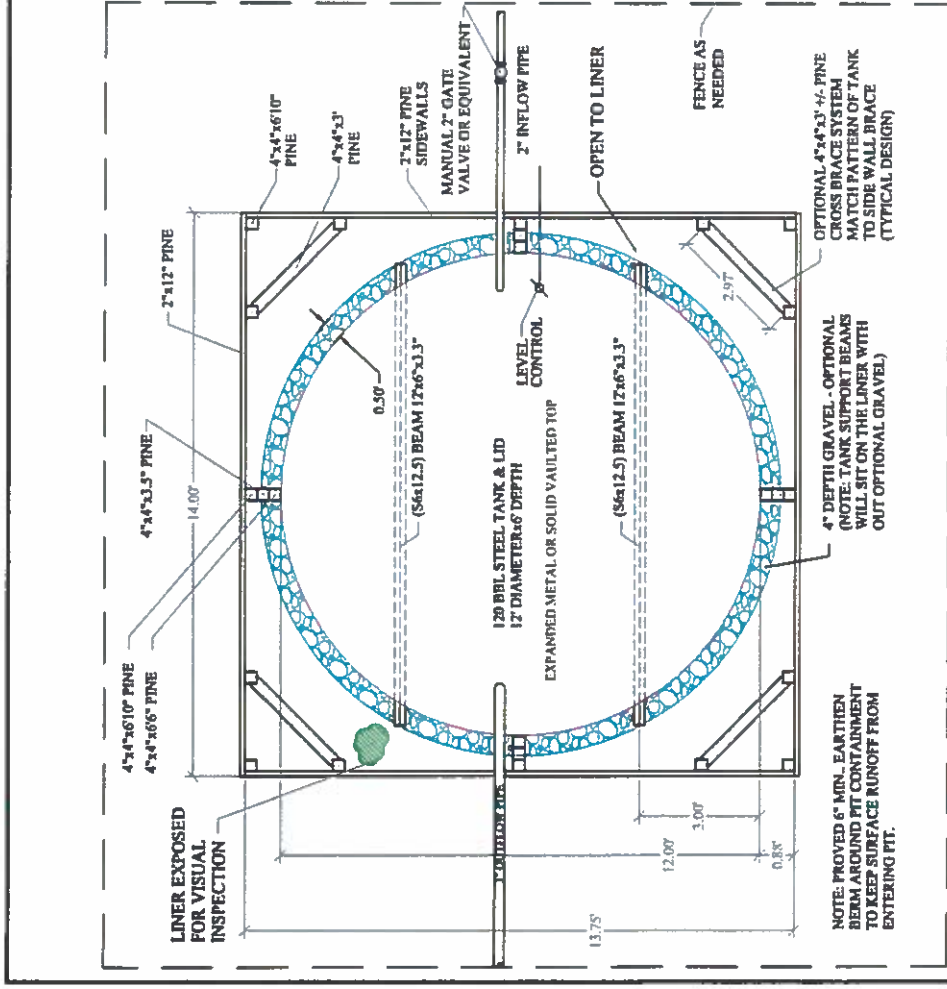 4"x4"x6'10" PINE
4"x4"x6'6" PINE
4"x4"x3.5" PINE
2"x12" PINE
4"x4"x6'10"
PINE
4"x4"x3'
PINE
2"x12" PINE
SIDEWALLS
MANUAL 2" GATE
VALVE OR EQUIVALENT
2" INFLOW PIPE
OPEN TO LINER
FENCE AS
NEEDED
LINER EXPOSED
FOR VISUAL
INSPECTION
14.00'
0.50'
(S6x12.5) BEAM 12'x6"x3.3"
120 BBL STEEL TANK & LID
12' DIAMETERx6' DEPTH
EXPANDED METAL OR SOLID VAULTED TOP
LEVEL
CONTROL
(S6x12.5) BEAM 12'x6"x3.3"
OUTFLOW PIPE
2.97'
3.00'
12.00'
0.88'
13.75'
OPTIONAL 4"x4"x3' +/- PINE
CROSS BRACE SYSTEM
MATCH PATTERN OF TANK
TO SIDE WALL BRACE
(TYPICAL DESIGN)
4" DEPTH GRAVEL - OPTIONAL
(NOTE: TANK SUPPORT BEAMS
WILL SIT ON THE LINER WITH
OUT OPTIONAL GRAVEL)
NOTE: PROVED 6" MIN. EARTHEN
BERM AROUND PIT CONTAINMENT
TO KEEP SURFACE RUNOFF FROM
ENTERING PIT.